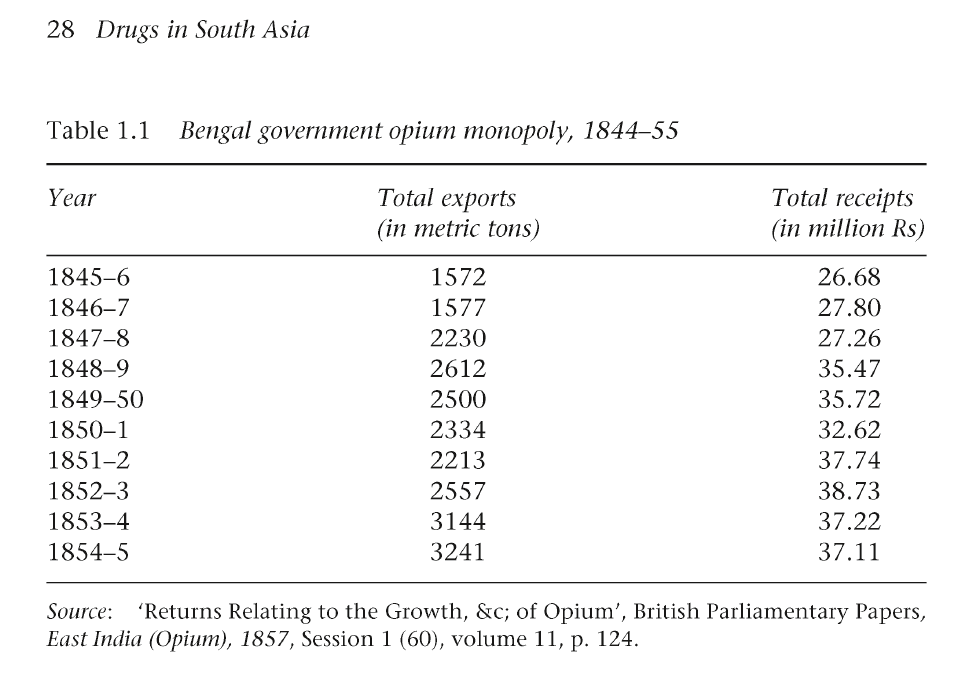 28 Drugs in South Asia
Table 1.1 Bengal government opium monopoly, 1844–55
Year Total exports Total receipts
(in metric tons) (in million Rs)
1845–6 1572 26.68
1846–7 1577 27.80
1847–8 2230 27.26
1848–9 2612 35.47
1849–50 2500 35.72
1850–1 2334 32.62
1851–2 2213 37.74
1852–3 2557 38.73
1853–4 3144 37.22
1854–5 3241 37.11
Source: ‘Returns Relating to the Growth, &c; of Opium’, British Parliamentary Papers,
East India (Opium), 1857, Session 1 (60), volume 11, p. 124.